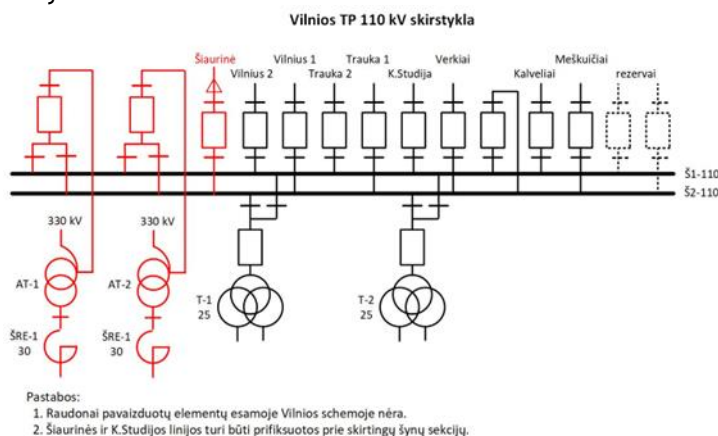 Vilnios TP 110 kV skirstykla
Šiaurinė
Vilnius 2
Vilnius 1
Trauka 2
Trauka 1
K.Studija
Verkiai
Kalveliai
Meškuičiai
rezervai
Š1-110
Š2-110
330 kV
330 kV
AT-1
AT-2
T-1
25
T-2
25
ŠRE-1
30
ŠRE-1
30
Pastabos:
1. Raudonai pavaizduotų elementų esamoje Vilnios schemoje nėra.
2. Šiaurinės ir K.Studijos linijos turi būti prifiksuotos prie skirtingų šynų sekcijų.